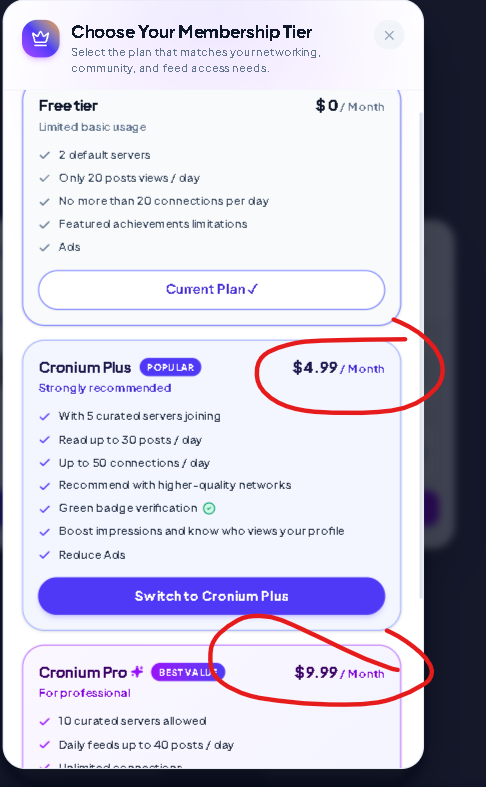 Choose Your Membership Tier
Select the plan that matches your networking,
community, and feed access needs.
Free tier
$0 / Month
Limited basic usage
2 default servers
Only 20 posts views / day
No more than 20 connections per day
Featured achievements limitations
Ads
Current Plan ✓
Cronium Plus POPULAR
$4.99 / Month
Strongly recommended
With 5 curated servers joining
Read up to 30 posts / day
Up to 50 connections / day
Recommend with higher-quality networks
Green badge verification
Boost impressions and know who views your profile
Reduce Ads
Switch to Cronium Plus
Cronium Pro BEST VALUE
$9.99 / Month
For professional
10 curated servers allowed
Daily feeds up to 40 posts / day
Unlimited connections